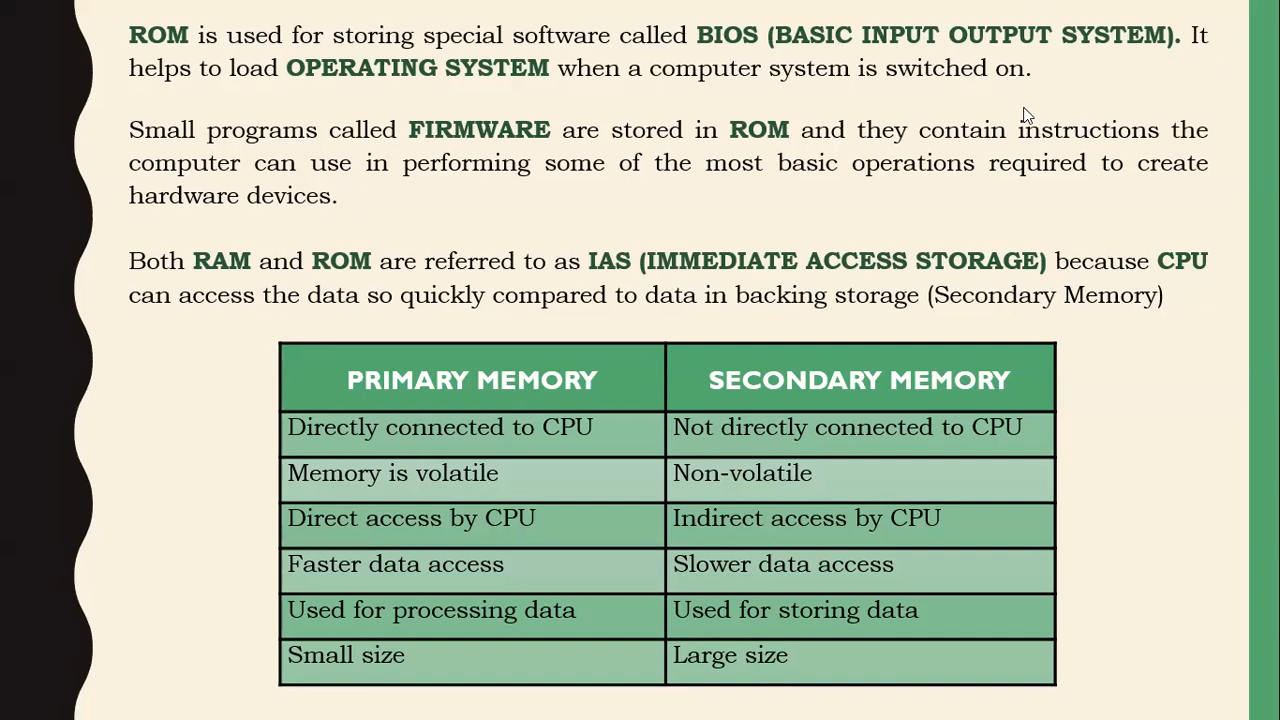 ROM is used for storing special software called BIOS (BASIC INPUT OUTPUT SYSTEM). It
helps to load OPERATING SYSTEM when a computer system is switched on.
Small programs called FIRMWARE are stored in ROM and they contain instructions the
computer can use in performing some of the most basic operations required to create
hardware devices.
Both RAM and ROM are referred to as IAS (IMMEDIATE ACCESS STORAGE) because CPU
can access the data so quickly compared to data in backing storage (Secondary Memory)
PRIMARY MEMORY SECONDARY MEMORY
Directly connected to CPU Not directly connected to CPU
Memory is volatile Non-volatile
Direct access by CPU Indirect access by CPU
Faster data access Slower data access
Used for processing data Used for storing data
Small size Large size